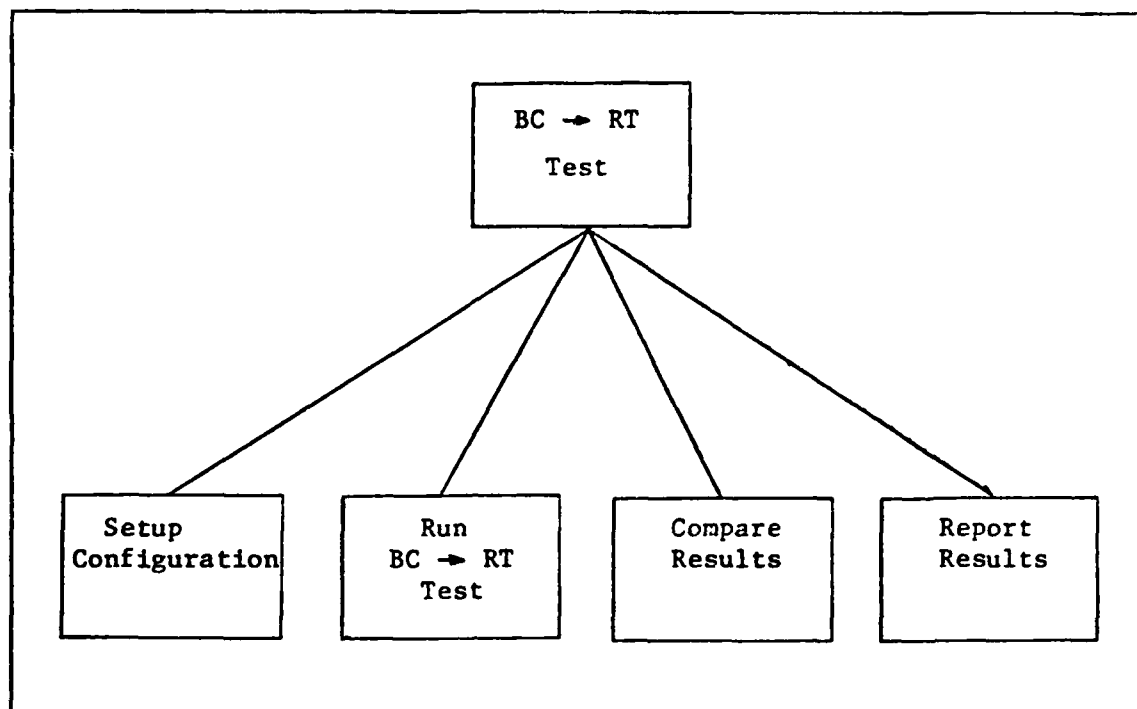 BC → RT
Test
Setup
Configuration
Run
BC → RT
Test
Compare
Results
Report
Results